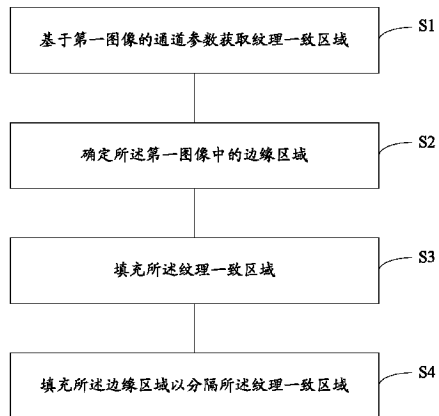 基于第一图像的通道参数获取纹理一致区域
S1
确定所述第一图像中的边缘区域
S2
填充所述纹理一致区域
S3
填充所述边缘区域以分隔所述纹理一致区域
S4